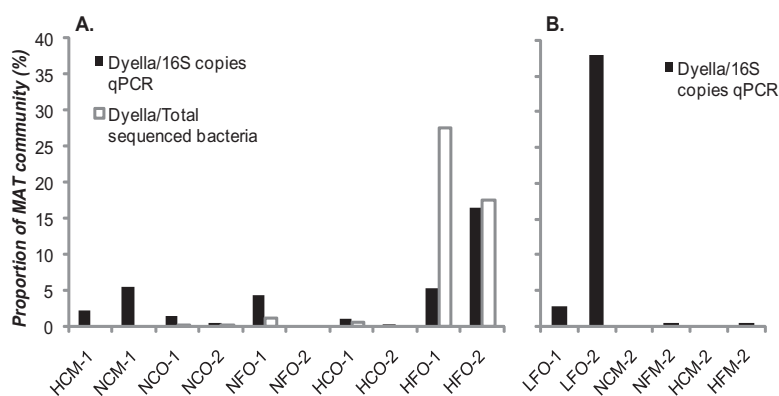 A.
Proportion of MAT community (%)
40
35
30
25
20
15
10
5
0
Dyella/16S copies
qPCR
Dyella/Total
sequenced bacteria
HCM-1
NCM-1
NCO-1
NCO-2
NFO-1
NFO-2
HCO-1
HCO-2
HFO-1
HFO-2
B.
Dyella/16S
copies qPCR
LFO-1
LFO-2
NCM-2
NFM-2
HCM-2
HFM-2